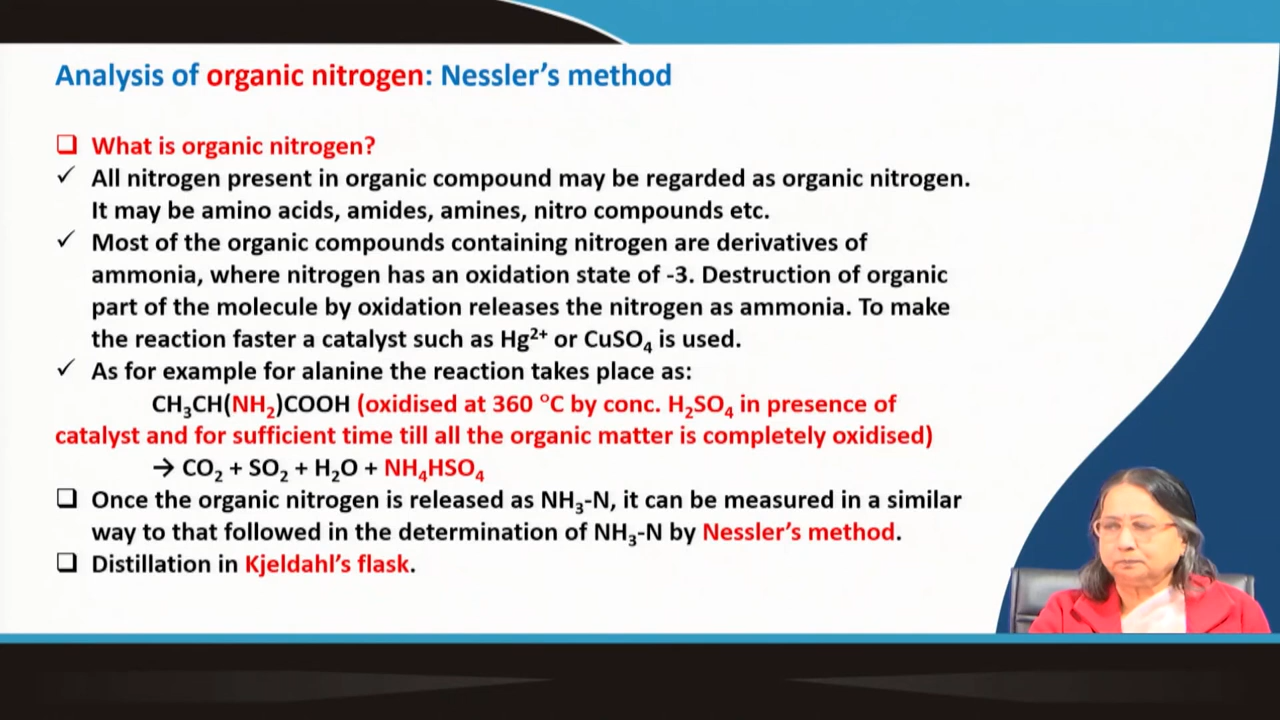 Analysis of organic nitrogen: Nessler's method
❑ What is organic nitrogen?
✓ All nitrogen present in organic compound may be regarded as organic nitrogen.
It may be amino acids, amides, amines, nitro compounds etc.
✓ Most of the organic compounds containing nitrogen are derivatives of
ammonia, where nitrogen has an oxidation state of -3. Destruction of organic
part of the molecule by oxidation releases the nitrogen as ammonia. To make
the reaction faster a catalyst such as Hg²⁺ or CuSO₄ is used.
✓ As for example for alanine the reaction takes place as:
CH₃CH(NH₂)COOH (oxidised at 360 °C by conc. H₂SO₄ in presence of
catalyst and for sufficient time till all the organic matter is completely oxidised)
→ CO₂ + SO₂ + H₂O + NH₄HSO₄
❑ Once the organic nitrogen is released as NH₃-N, it can be measured in a similar
way to that followed in the determination of NH₃-N by Nessler's method.
❑ Distillation in Kjeldahl's flask.